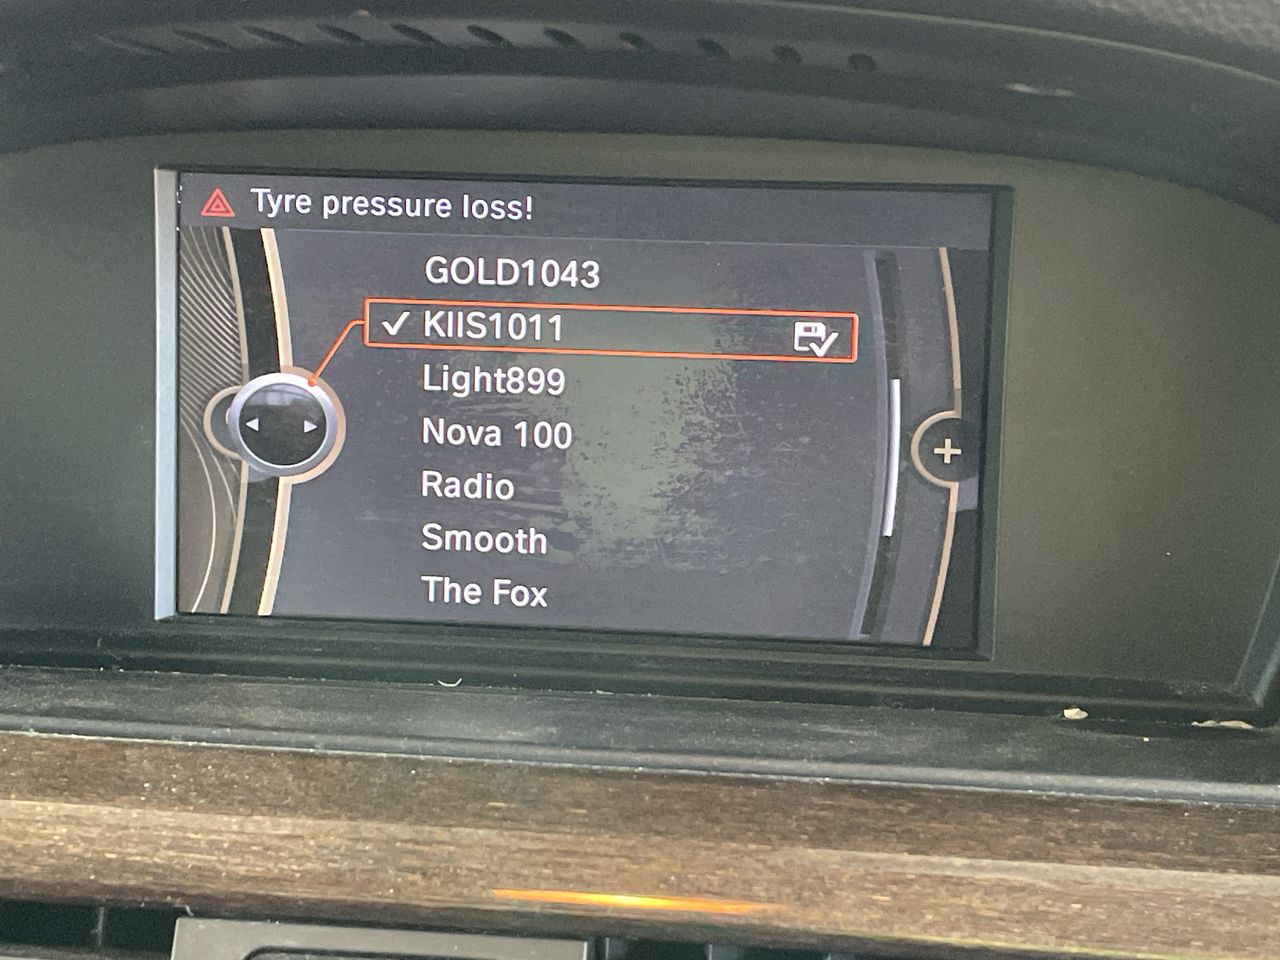 Tyre pressure loss!
GOLD1043
KIIS1011
Light899
Nova 100
Radio
Smooth
The Fox